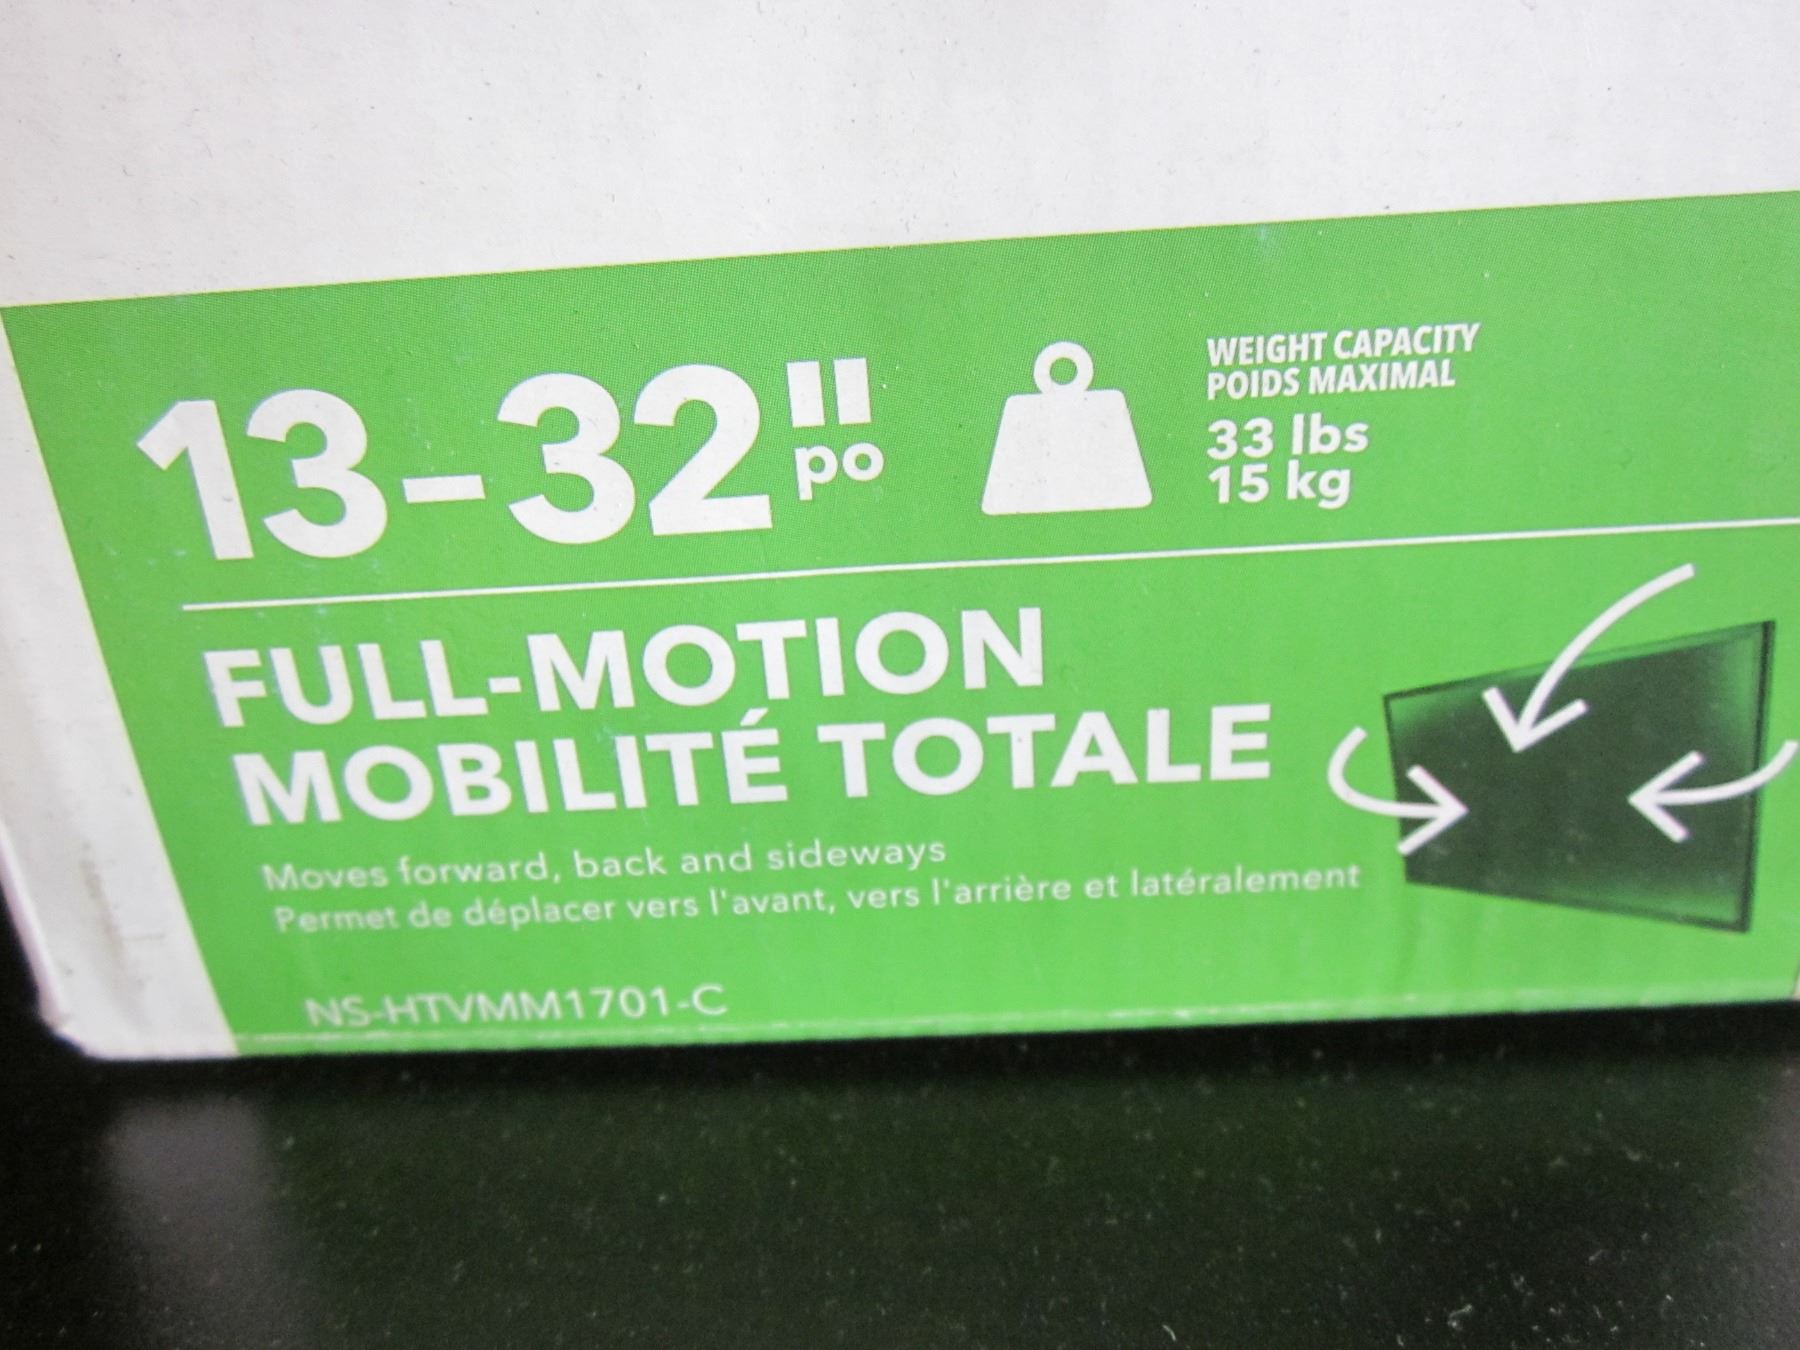 13-32"
po
WEIGHT CAPACITY
POIDS MAXIMAL
33 lbs
15 kg
FULL-MOTION
MOBILITÉ TOTALE
Moves forward, back and sideways
Permet de déplacer vers l'avant, vers l'arrière et latéralement
NS-HTVMM1701-C